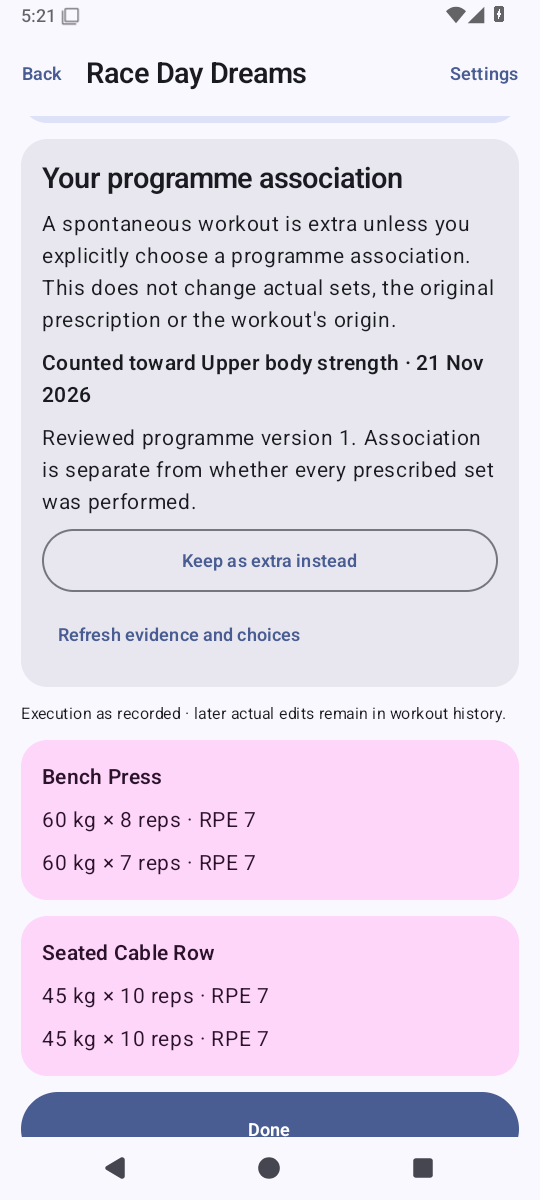 5:21
Back
Race Day Dreams
Settings
Your programme association
A spontaneous workout is extra unless you
explicitly choose a programme association.
This does not change actual sets, the original
prescription or the workout's origin.
Counted toward Upper body strength · 21 Nov
2026
Reviewed programme version 1. Association
is separate from whether every prescribed set
was performed.
Keep as extra instead
Refresh evidence and choices
Execution as recorded · later actual edits remain in workout history.
Bench Press
60 kg × 8 reps · RPE 7
60 kg × 7 reps · RPE 7
Seated Cable Row
45 kg × 10 reps · RPE 7
45 kg × 10 reps · RPE 7
Done